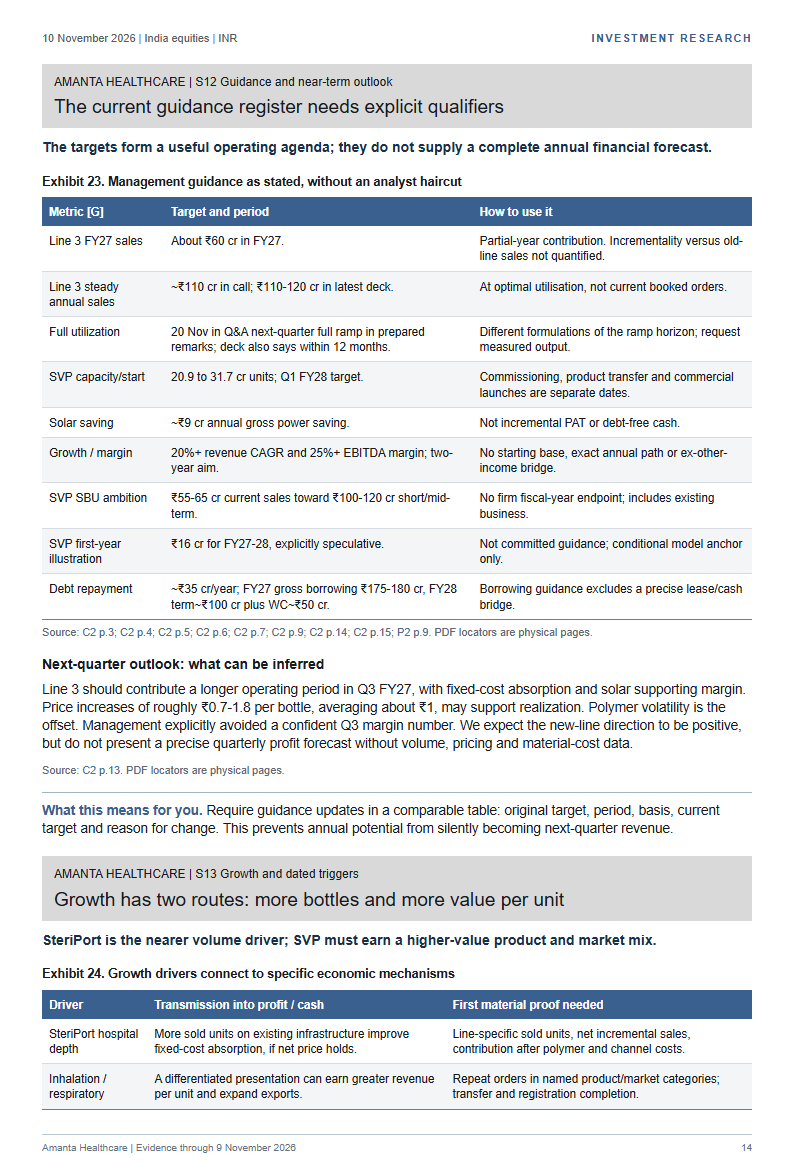 10 November 2026 | India equities | INR
INVESTMENT RESEARCH
AMANTA HEALTHCARE | S12 Guidance and near-term outlook
The current guidance register needs explicit qualifiers
The targets form a useful operating agenda; they do not supply a complete annual financial forecast.
Exhibit 23. Management guidance as stated, without an analyst haircut
Metric [G]
Target and period
How to use it
Line 3 FY27 sales
About ₹60 cr in FY27.
Partial-year contribution. Incrementality versus old-
line sales not quantified.
Line 3 steady
annual sales
~₹110 cr in call; ₹110-120 cr in latest deck.
At optimal utilisation, not current booked orders.
Full utilization
20 Nov in Q&A next-quarter full ramp in prepared
remarks; deck also says within 12 months.
Different formulations of the ramp horizon; request
measured output.
SVP capacity/start
20.9 to 31.7 cr units; Q1 FY28 target.
Commissioning, product transfer and commercial
launches are separate dates.
Solar saving
~₹9 cr annual gross power saving.
Not incremental PAT or debt-free cash.
Growth / margin
20%+ revenue CAGR and 25%+ EBITDA margin; two-
year aim.
No starting base, exact annual path or ex-other-
income bridge.
SVP SBU ambition
₹55-65 cr current sales toward ₹100-120 cr short/mid-
term.
No firm fiscal-year endpoint; includes existing
business.
SVP first-year
illustration
₹16 cr for FY27-28, explicitly speculative.
Not committed guidance; conditional model anchor
only.
Debt repayment
~₹35 cr/year; FY27 gross borrowing ₹175-180 cr, FY28
term~₹100 cr plus WC~₹50 cr.
Borrowing guidance excludes a precise lease/cash
bridge.
Source: C2 p.3; C2 p.4; C2 p.5; C2 p.6; C2 p.7; C2 p.9; C2 p.14; C2 p.15; P2 p.9. PDF locators are physical pages.
Next-quarter outlook: what can be inferred
Line 3 should contribute a longer operating period in Q3 FY27, with fixed-cost absorption and solar supporting margin.
Price increases of roughly ₹0.7-1.8 per bottle, averaging about ₹1, may support realization. Polymer volatility is the
offset. Management explicitly avoided a confident Q3 margin number. We expect the new-line direction to be positive,
but do not present a precise quarterly profit forecast without volume, pricing and material-cost data.
Source: C2 p.13. PDF locators are physical pages.
What this means for you. Require guidance updates in a comparable table: original target, period, basis, current
target and reason for change. This prevents annual potential from silently becoming next-quarter revenue.
AMANTA HEALTHCARE | S13 Growth and dated triggers
Growth has two routes: more bottles and more value per unit
SteriPort is the nearer volume driver; SVP must earn a higher-value product and market mix.
Exhibit 24. Growth drivers connect to specific economic mechanisms
Driver
Transmission into profit / cash
First material proof needed
SteriPort hospital
depth
More sold units on existing infrastructure improve
fixed-cost absorption, if net price holds.
Line-specific sold units, net incremental sales,
contribution after polymer and channel costs.
Inhalation /
respiratory
A differentiated presentation can earn greater revenue
per unit and expand exports.
Repeat orders in named product/market categories;
transfer and registration completion.
Amanta Healthcare | Evidence through 9 November 2026
14